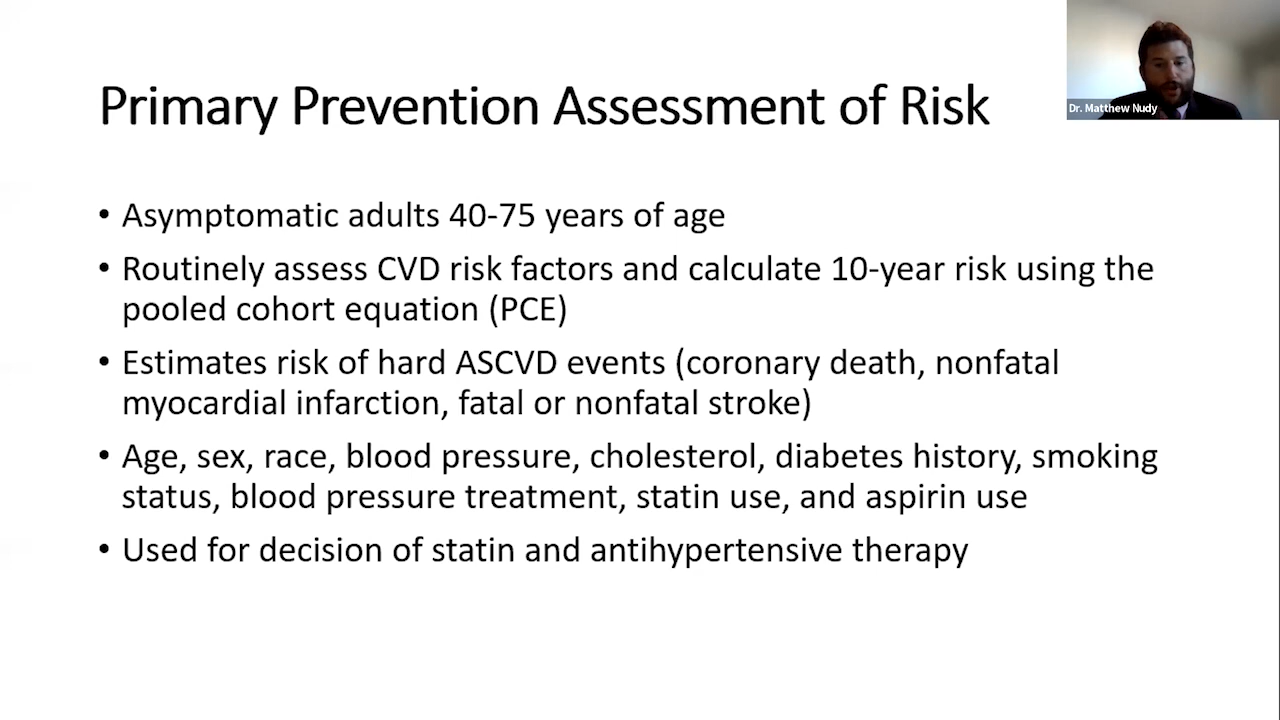 Primary Prevention Assessment of Risk
Dr. Matthew Nudy
• Asymptomatic adults 40-75 years of age
• Routinely assess CVD risk factors and calculate 10-year risk using the
pooled cohort equation (PCE)
• Estimates risk of hard ASCVD events (coronary death, nonfatal
myocardial infarction, fatal or nonfatal stroke)
• Age, sex, race, blood pressure, cholesterol, diabetes history, smoking
status, blood pressure treatment, statin use, and aspirin use
• Used for decision of statin and antihypertensive therapy